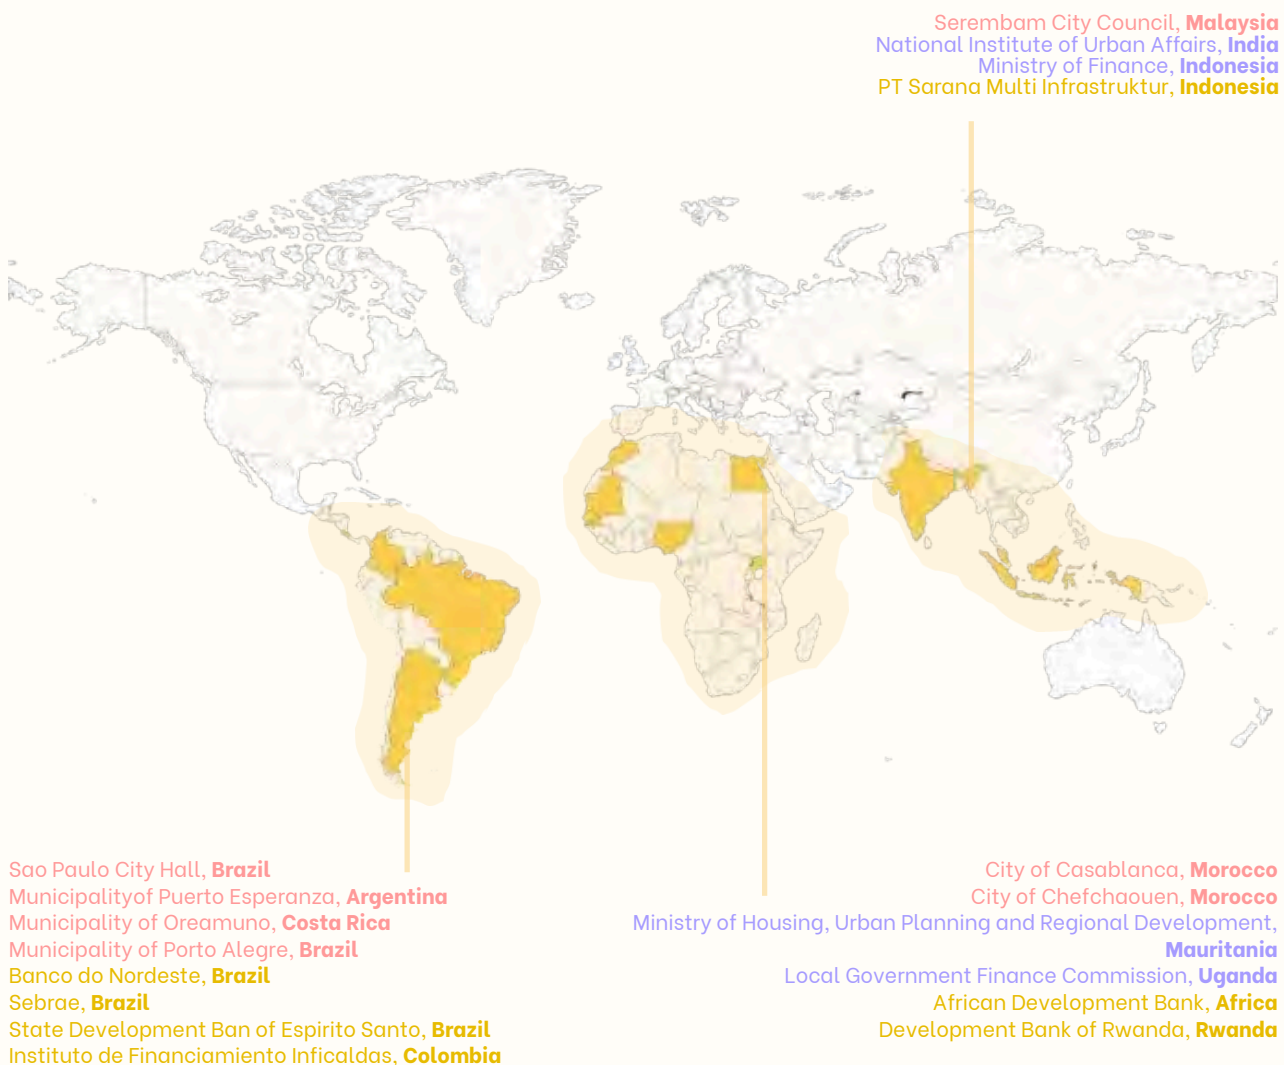 Serembam City Council, Malaysia
National Institute of Urban Affairs, India
Ministry of Finance, Indonesia
PT Sarana Multi Infrastruktur, Indonesia
Sao Paulo City Hall, Brazil
Municipalityof Puerto Esperanza, Argentina
Municipality of Oreamuno, Costa Rica
Municipality of Porto Alegre, Brazil
Banco do Nordeste, Brazil
Sebrae, Brazil
State Development Ban of Espirito Santo, Brazil
Instituto de Financiamiento Inficaldas, Colombia
City of Casablanca, Morocco
City of Chefchaouen, Morocco
Ministry of Housing, Urban Planning and Regional Development,
Mauritania
Local Government Finance Commission, Uganda
African Development Bank, Africa
Development Bank of Rwanda, Rwanda